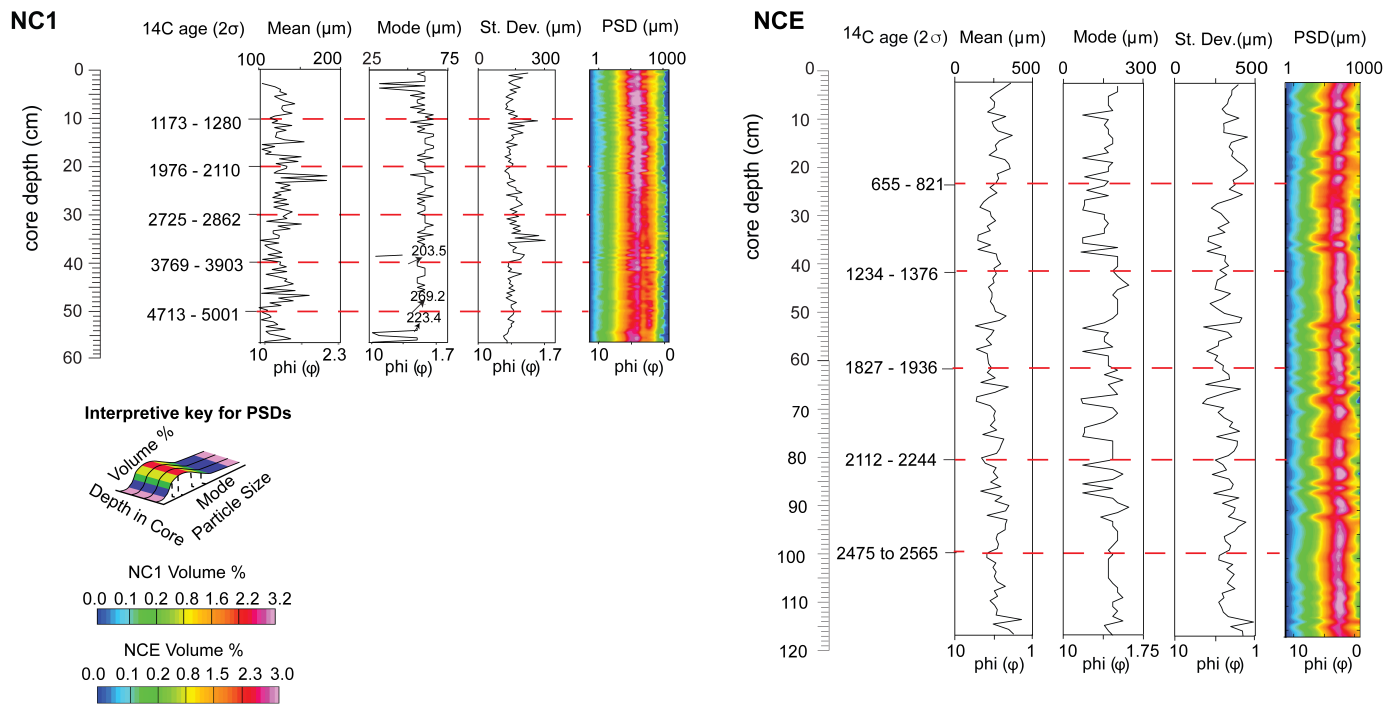 NC1
14C age (2σ) Mean (µm) Mode (µm) St. Dev. (µm) PSD (µm)
100 200 25 75 0 300 1 1000
core depth (cm)
0
10
20
30
40
50
60
1173 - 1280
1976 - 2110
2725 - 2862
3769 - 3903
4713 - 5001
203.5
269.2
223.4
10 2.3 10 1.7 10 1.7 10 0
phi (φ) phi (φ) phi (φ) phi (φ)
Interpretive key for PSDs
Volume %
Depth in Core
Mode
Particle Size
NC1 Volume %
0.0 0.1 0.2 0.8 1.6 2.2 3.2
NCE Volume %
0.0 0.1 0.2 0.8 1.5 2.3 3.0
NCE
14C age (2σ) Mean (µm) Mode (µm) St. Dev.(µm) PSD(µm)
0 500 0 300 0 500 1 1000
core depth (cm)
0
10
20
30
40
50
60
70
80
90
100
110
120
655 - 821
1234 - 1376
1827 - 1936
2112 - 2244
2475 to 2565
10 1 10 1.75 10 1 10 0
phi (φ) phi (φ) phi (φ) phi (φ)